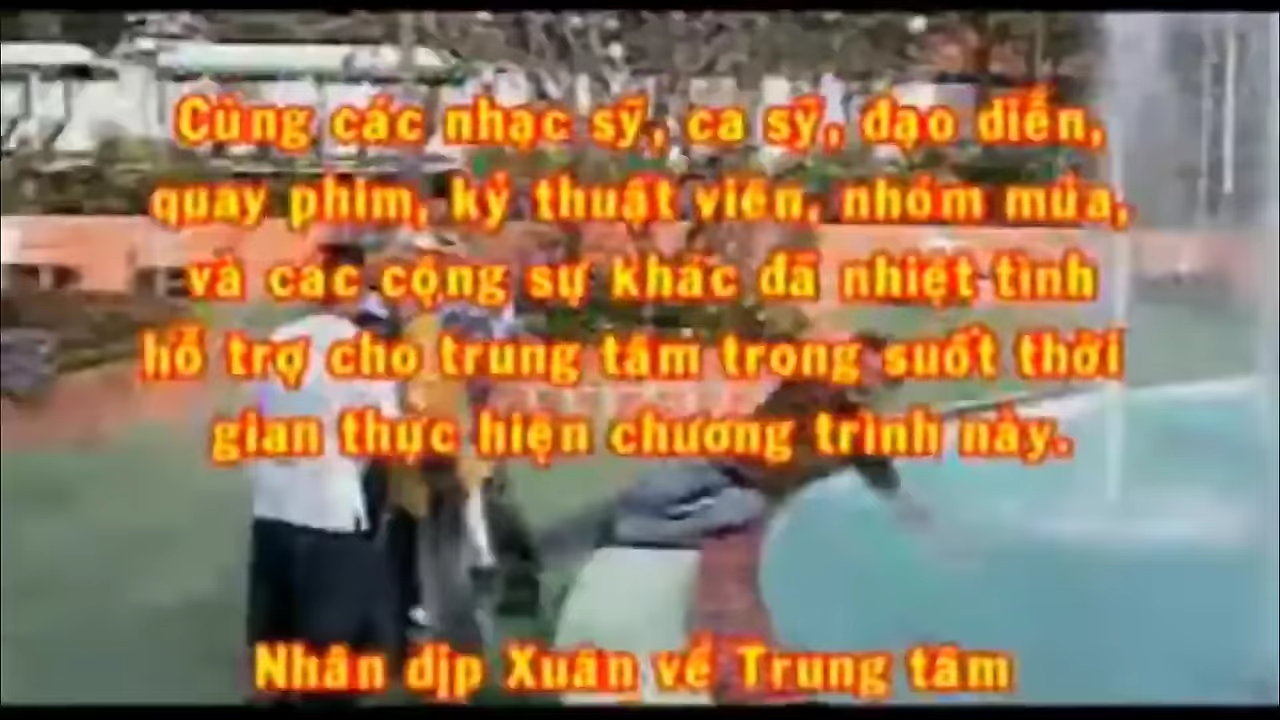 Cùng các nhạc sỹ, ca sỹ, đạo diễn,
quay phim, kỷ thuật viên, nhóm múa,
và các cộng sự khác đã nhiệt tình
hỗ trợ cho trung tâm trong suốt thời
gian thực hiện chương trình này.
Nhân dịp Xuân về Trung tâm